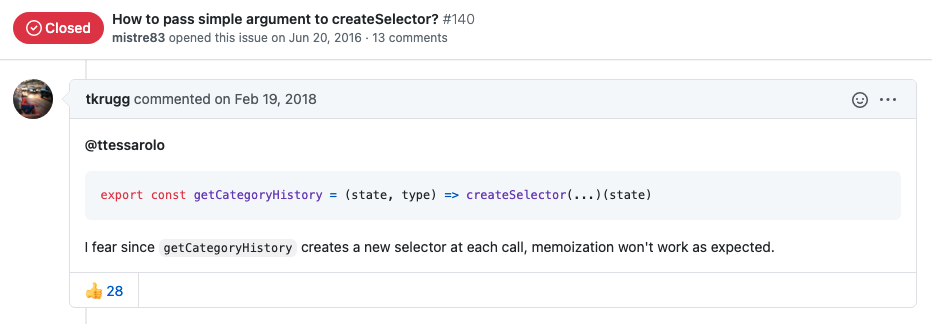 Closed
How to pass simple argument to createSelector? #140
mistre83 opened this issue on Jun 20, 2016 · 13 comments
tkrugg commented on Feb 19, 2018
@ttessarolo
export const getCategoryHistory = (state, type) => createSelector(...)(state)
I fear since getCategoryHistory creates a new selector at each call, memoization won't work as expected.
👍 28